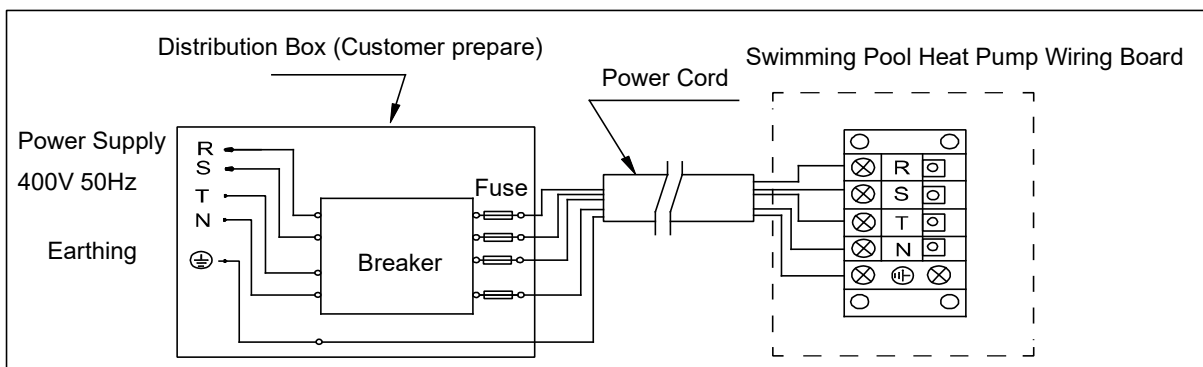 Distribution Box (Customer prepare)
Swimming Pool Heat Pump Wiring Board
Power Cord
Power Supply
400V 50Hz
Earthing
R
S
T
N
Fuse
Breaker
R
S
T
N